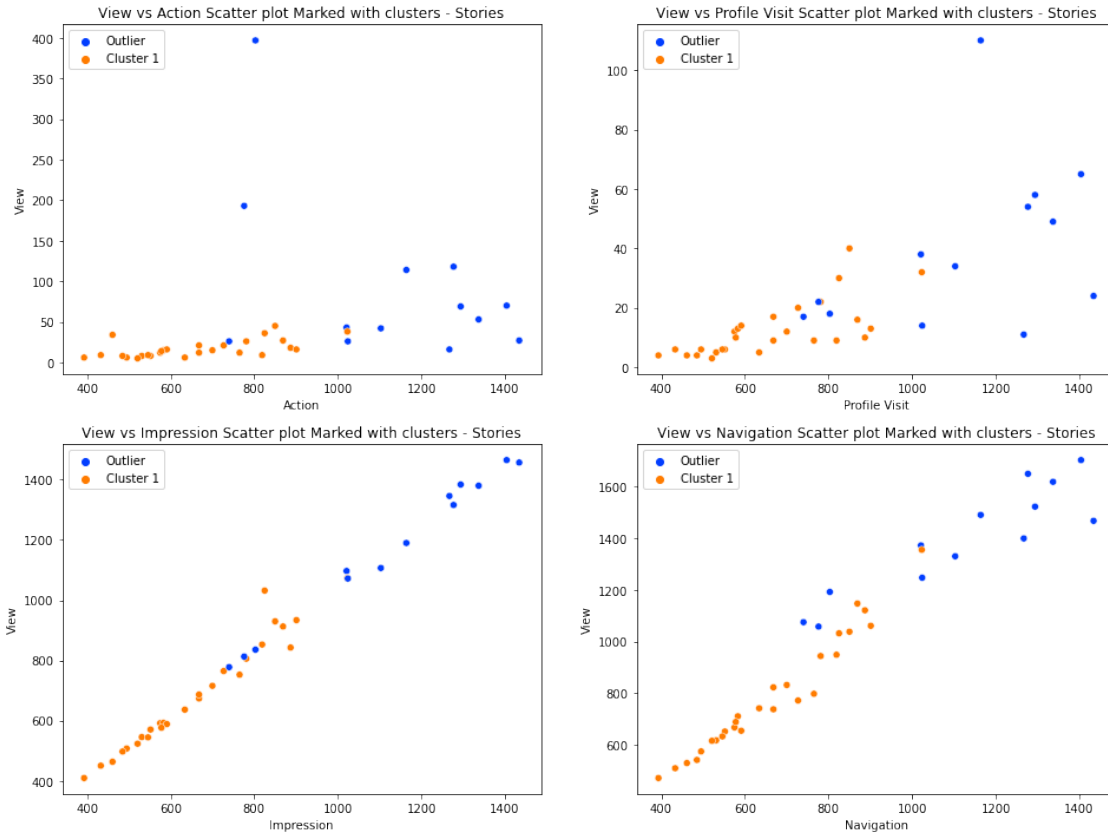 View vs Action Scatter plot Marked with clusters - Stories
Outlier
Cluster 1
400
350
300
250
200
150
100
50
0
View
400
600
800
1000
1200
1400
Action
View vs Profile Visit Scatter plot Marked with clusters - Stories
Outlier
Cluster 1
100
80
60
40
20
0
View
400
600
800
1000
1200
1400
Profile Visit
View vs Impression Scatter plot Marked with clusters - Stories
Outlier
Cluster 1
1400
1200
1000
800
600
400
View
400
600
800
1000
1200
1400
Impression
View vs Navigation Scatter plot Marked with clusters - Stories
Outlier
Cluster 1
1600
1400
1200
1000
800
600
View
400
600
800
1000
1200
1400
Navigation